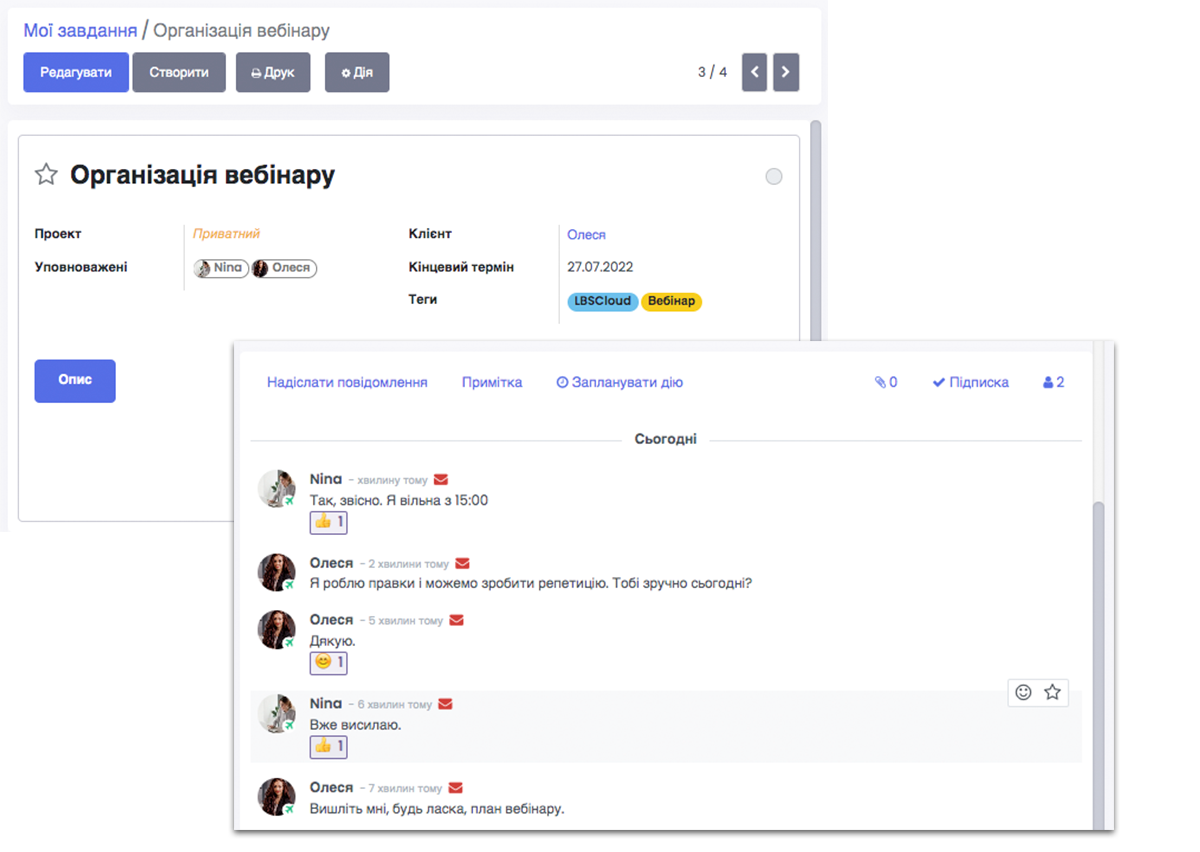 Мої завдання / Організація вебінару
Редагувати Створити Друк Дія 3 / 4
Організація вебінару
Проект Приватний Клієнт Олеся
Уповноважені Nina Олеся Кінцевий термін 27.07.2022
Теги LBSCloud Вебінар
Опис
Надіслати повідомлення Примітка Запланувати дію 0 Підписка 2
Сьогодні
Nina - хвилину тому
Так, звісно. Я вільна з 15:00
1
Олеся - 2 хвилини тому
Я роблю правки і можемо зробити репетицію. Тобі зручно сьогодні?
Олеся - 5 хвилин тому
Дякую.
1
Nina - 6 хвилин тому
Вже висилаю.
1
Олеся - 7 хвилин тому
Вишліть мні, будь ласка, план вебінару.